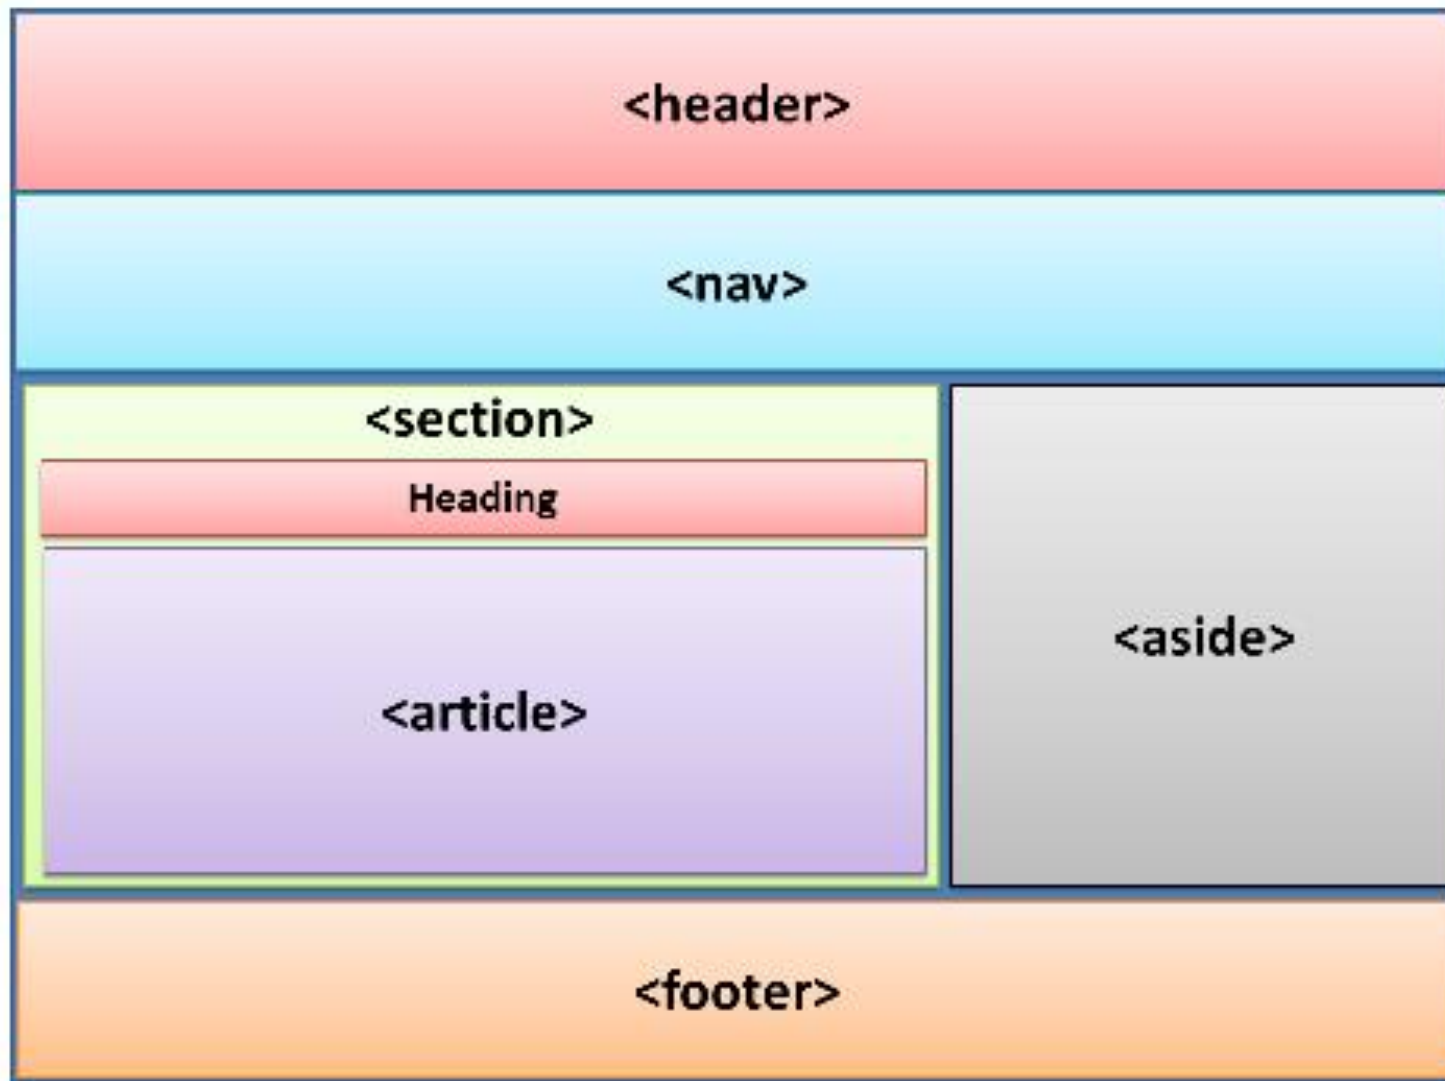 <header>
<nav>
<section>
Heading
<article>
<aside>
<footer>